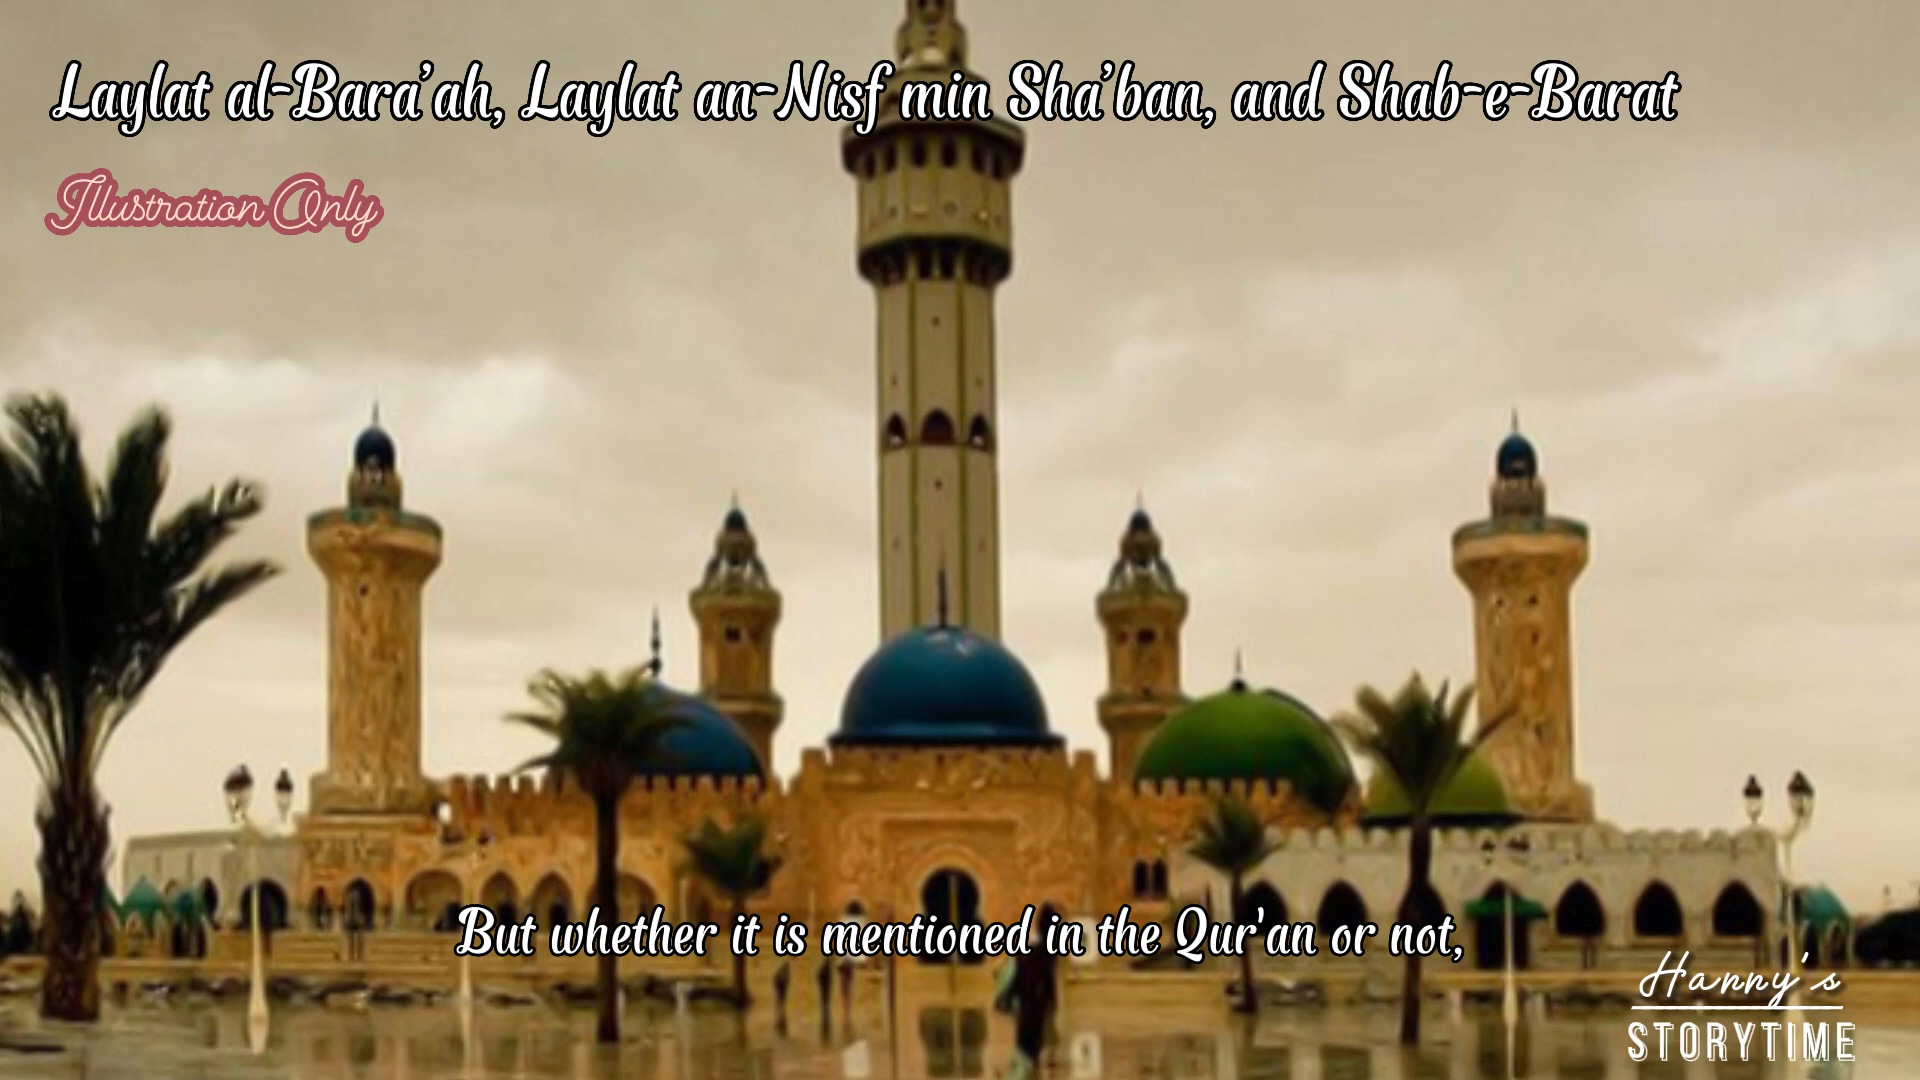 Laylat al-Bara’ah, Laylat an-Nisf min Sha’ban, and Shab-e-Barat
Illustration Only
But whether it is mentioned in the Qur'an or not,
Hanny's
STORYTIME